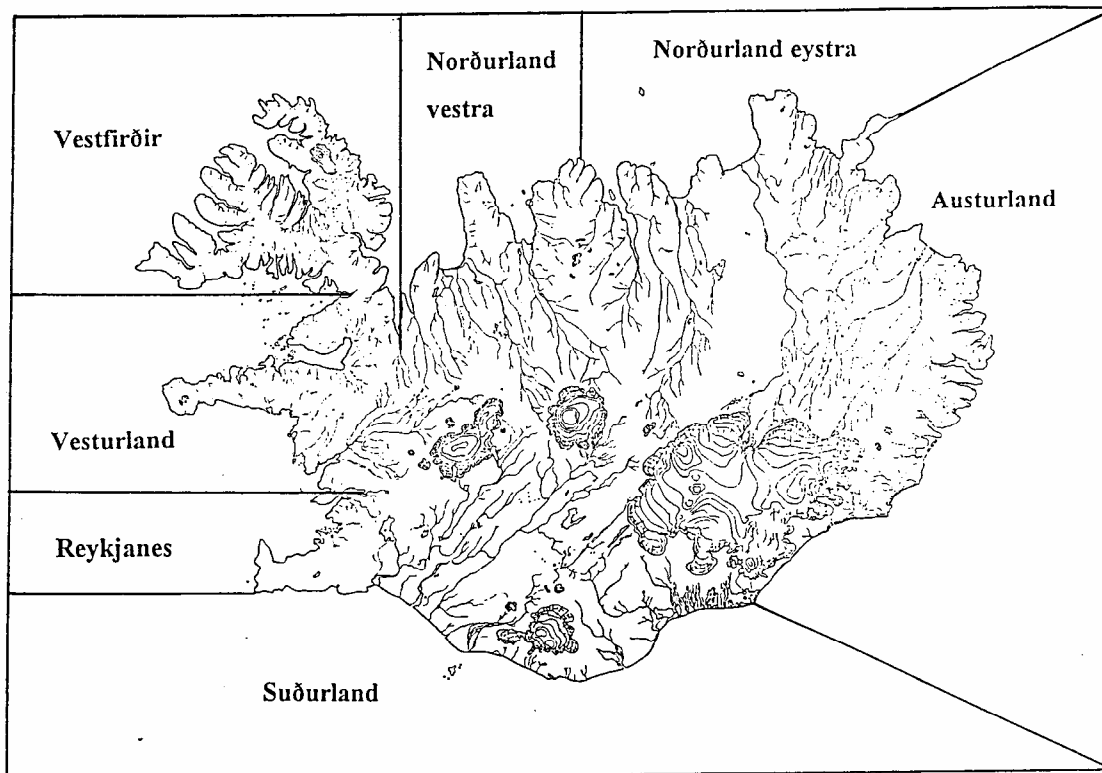 Norðurland eystra
Norðurland
vestra
Vestfirðir
Austurland
Vesturland
Reykjanes
Suðurland